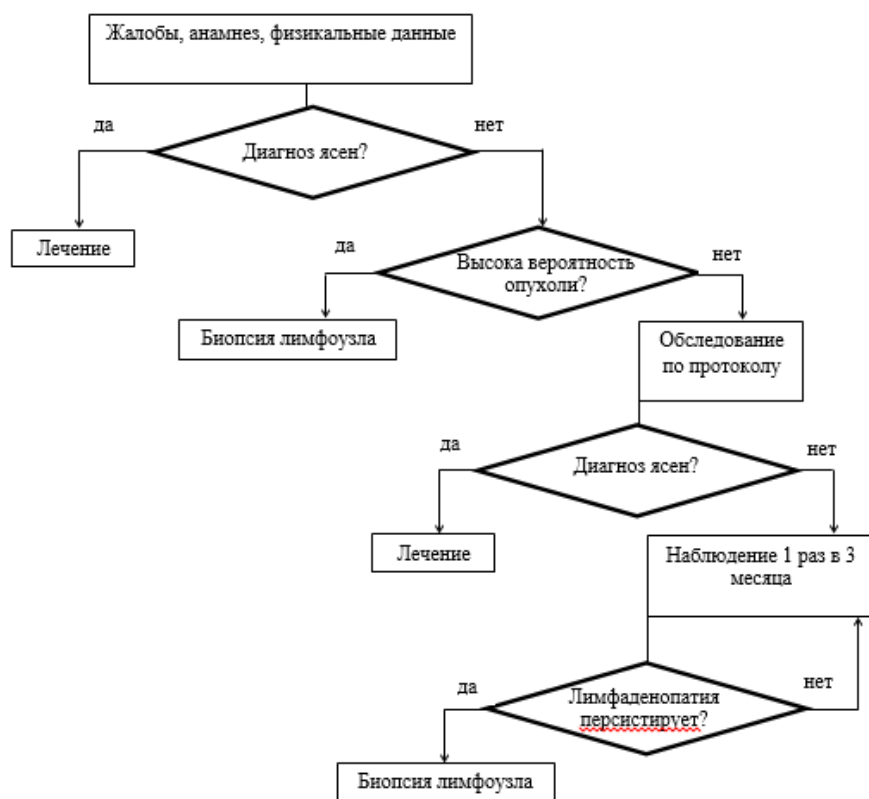 Жалобы, анамнез, физикальные данные
да
нет
Диагноз ясен?
Лечение
да
нет
Высока вероятность
опухоли?
Биопсия лимфоузла
Обследование
по протоколу
да
нет
Диагноз ясен?
Лечение
Наблюдение 1 раз в 3
месяца
да
нет
Лимфаденопатия
персистирует?
Биопсия лимфоузла